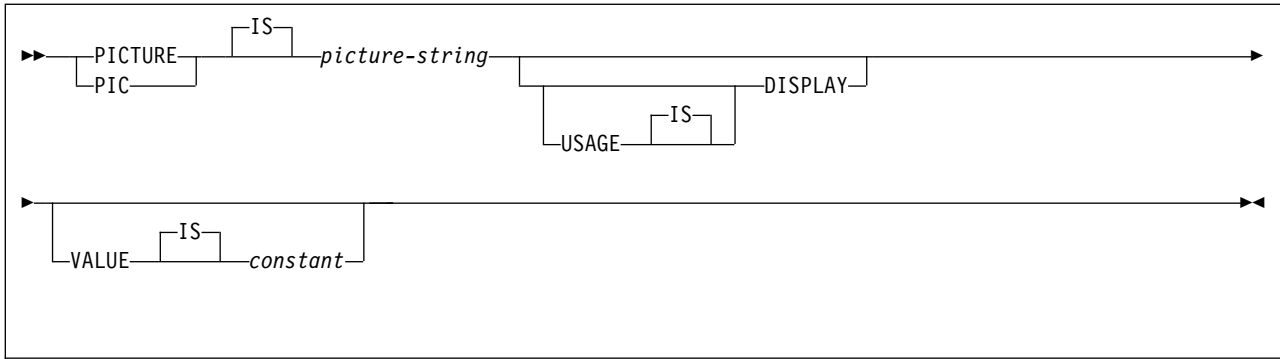 IS
PICTURE picture-string
PIC DISPLAY
IS
USAGE
IS
VALUE constant